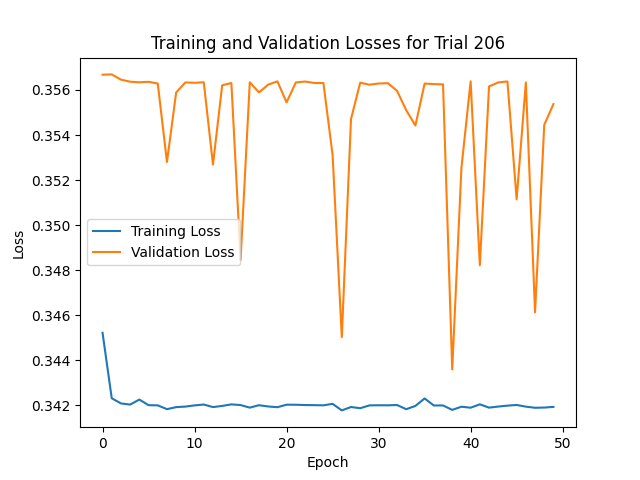 Training and Validation Losses for Trial 206
0.356
0.354
0.352
0.350
0.348
0.346
0.344
0.342
Loss
Training Loss
Validation Loss
0
10
20
30
40
50
Epoch